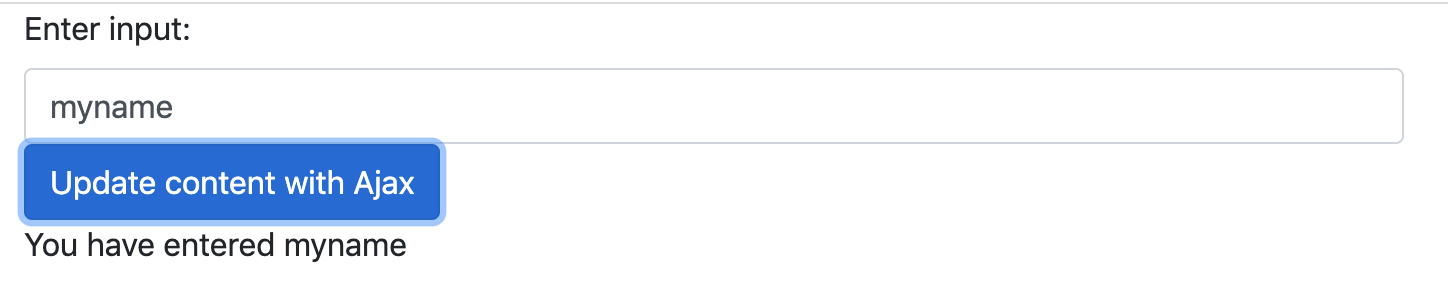 Enter input:
myname
Update content with Ajax
You have entered myname